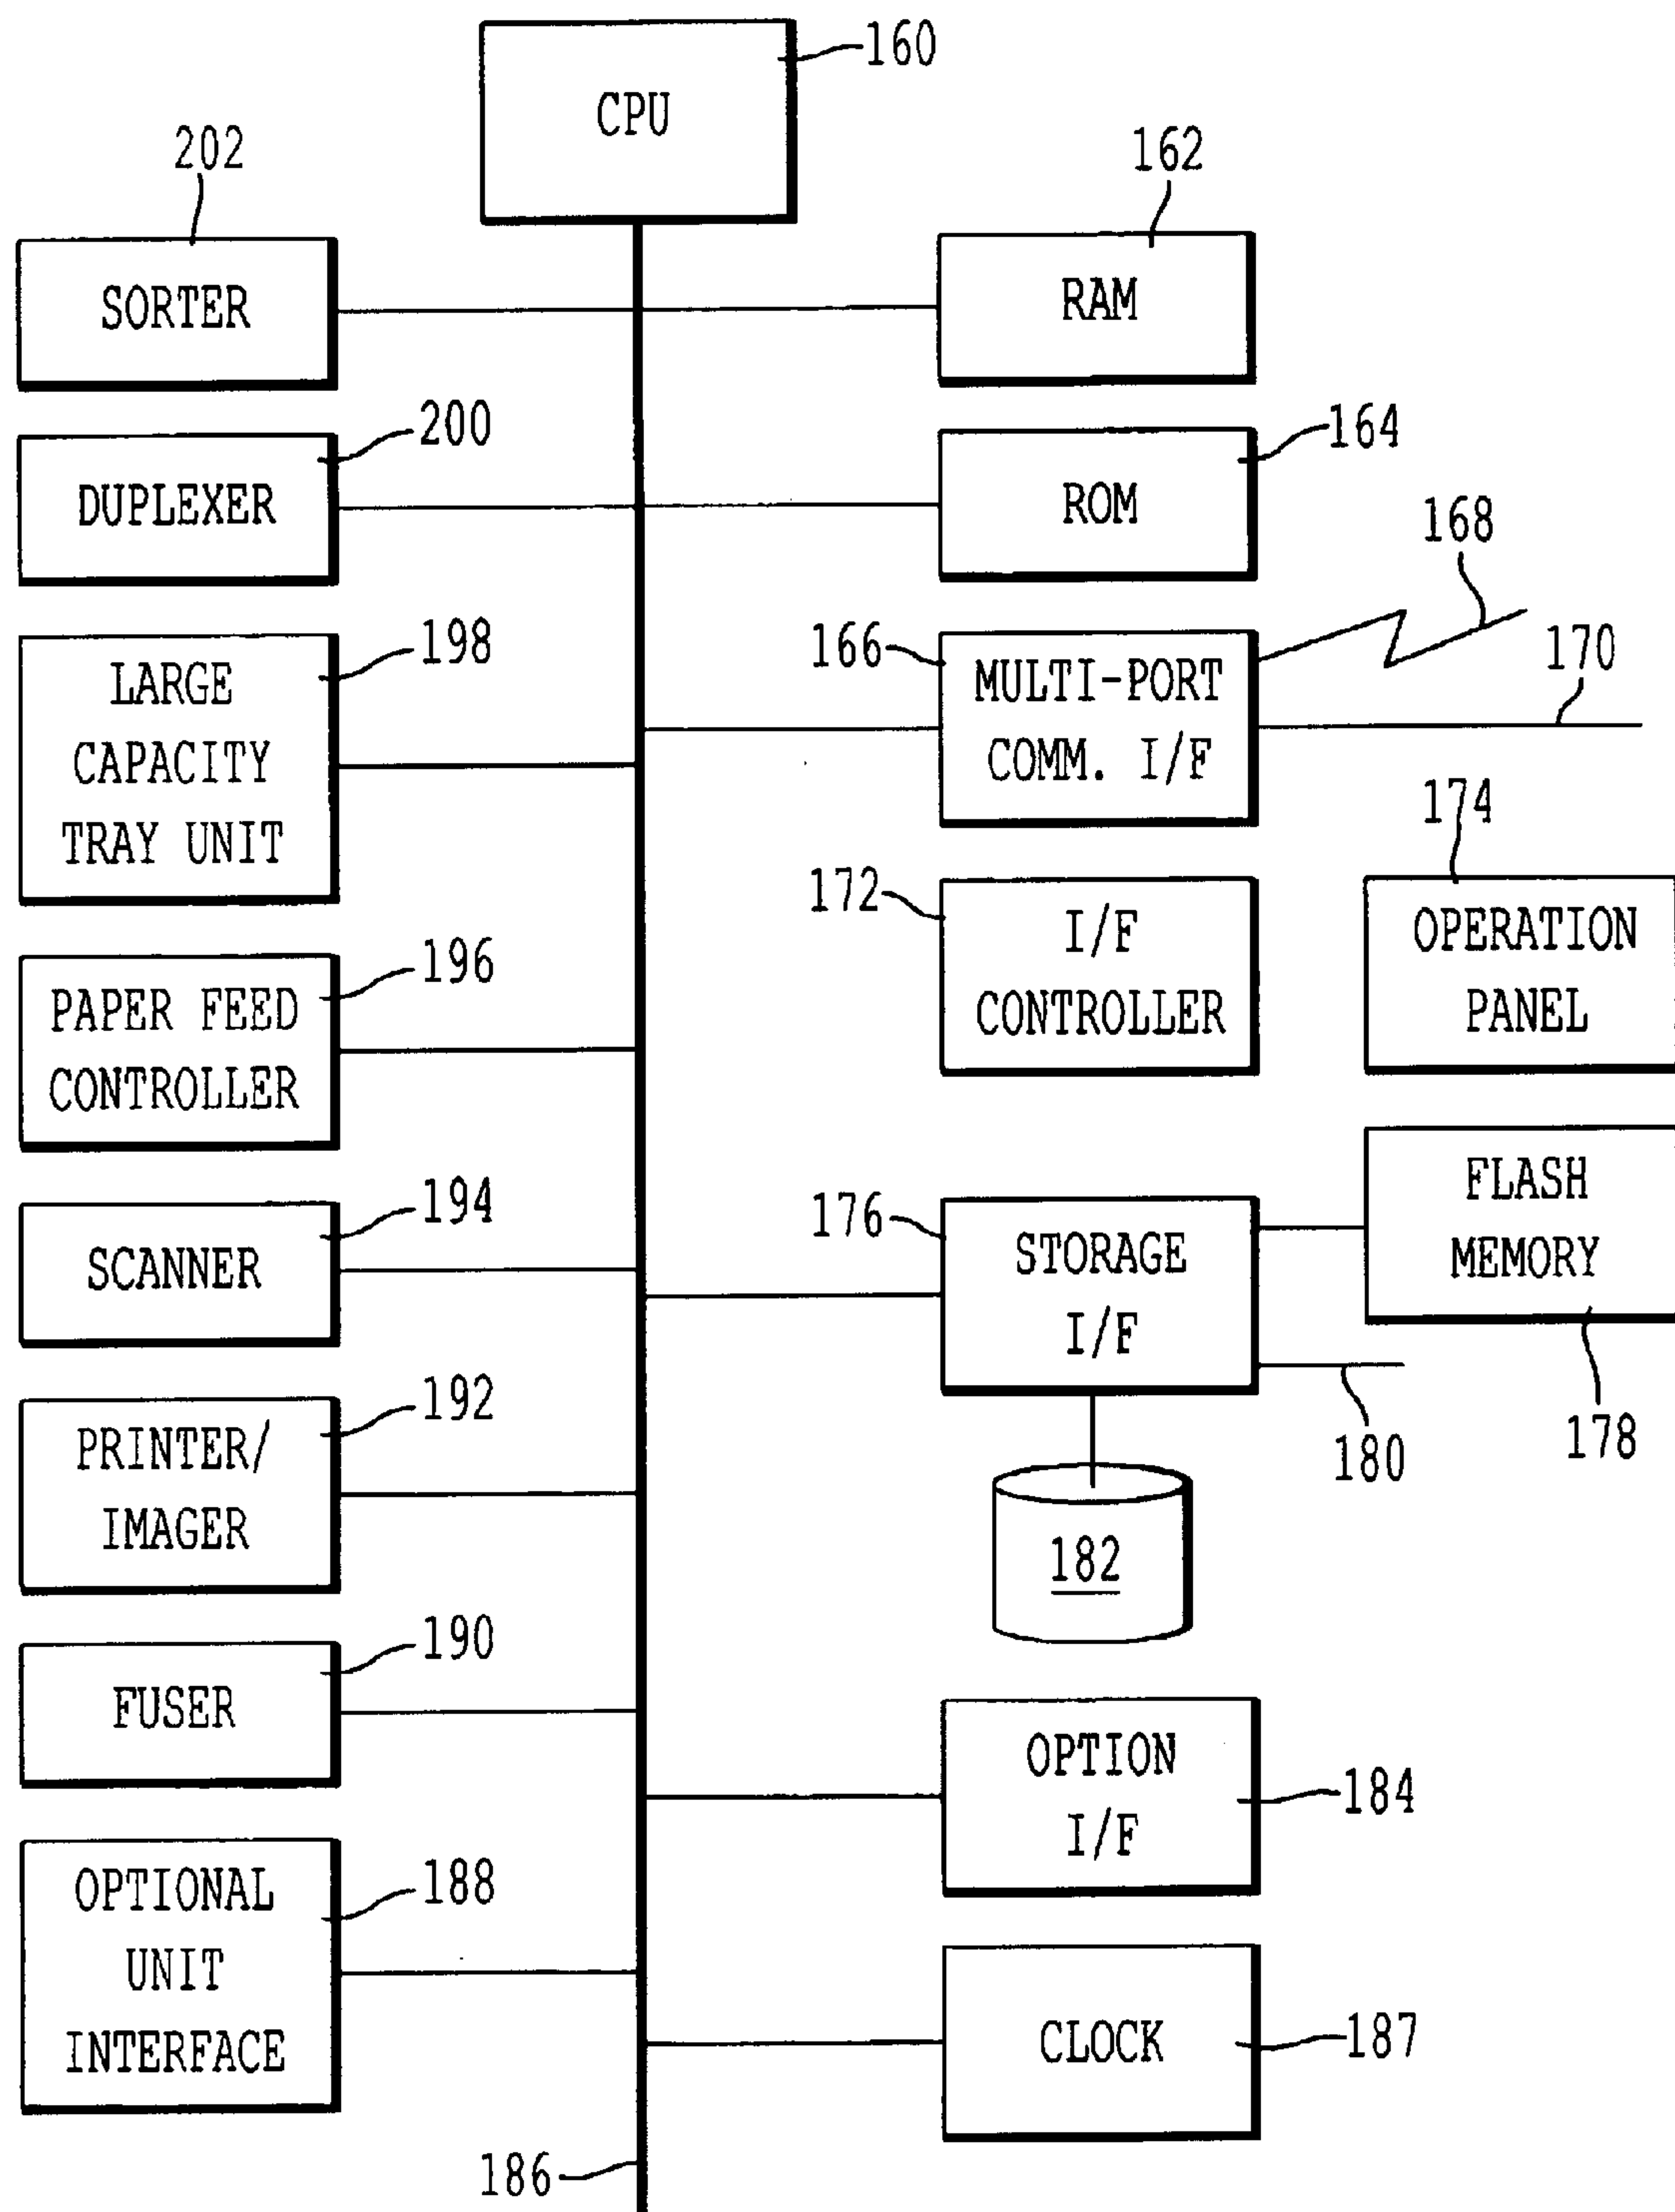 160
CPU
202
162
SORTER
RAM
200
164
DUPLEXER
ROM
168
198
166
170
LARGE
CAPACITY
TRAY UNIT
MULTI-PORT
COMM. I/F
174
172
I/F
CONTROLLER
OPERATION
PANEL
196
PAPER FEED
CONTROLLER
194
SCANNER
176
STORAGE
I/F
FLASH
MEMORY
178
180
192
PRINTER/
IMAGER
182
190
FUSER
OPTION
I/F
184
188
OPTIONAL
UNIT
INTERFACE
CLOCK
187
186